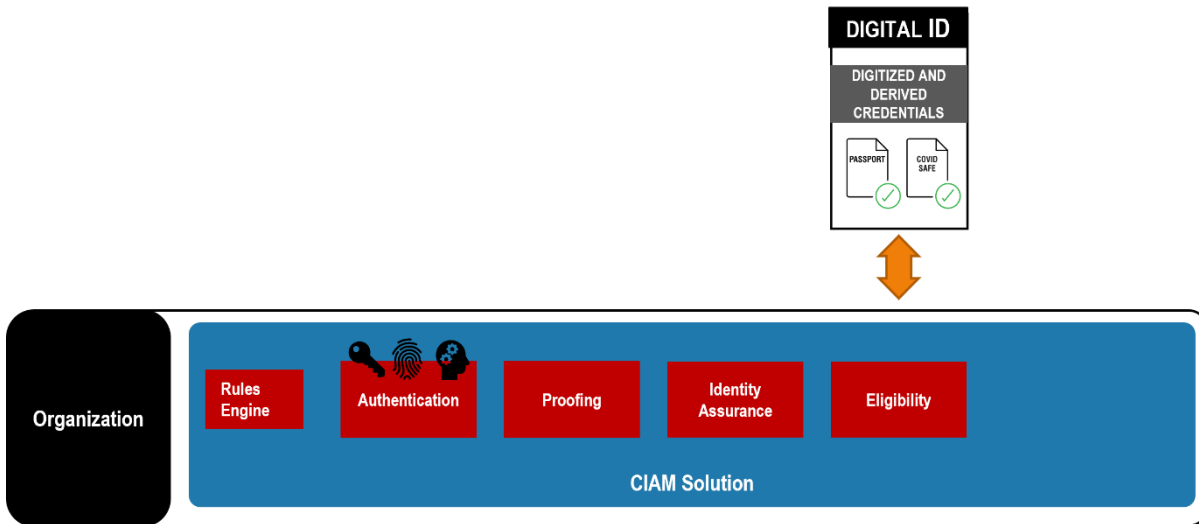 DIGITAL ID
DIGITIZED AND
DERIVED
CREDENTIALS
PASSPORT
COVID
SAFE
Organization
Rules
Engine
Authentication
Proofing
Identity
Assurance
Eligibility
CIAM Solution